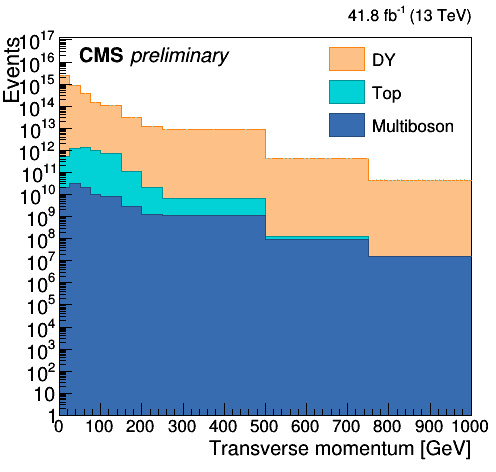 41.8 fb⁻¹ (13 TeV)
Events
CMS preliminary
DY
Top
Multiboson
10¹⁷
10¹⁶
10¹⁵
10¹⁴
10¹³
10¹²
10¹¹
10¹⁰
10⁹
10⁸
10⁷
10⁶
10⁵
10⁴
10³
10²
10
1
0 100 200 300 400 500 600 700 800 900 1000
Transverse momentum [GeV]